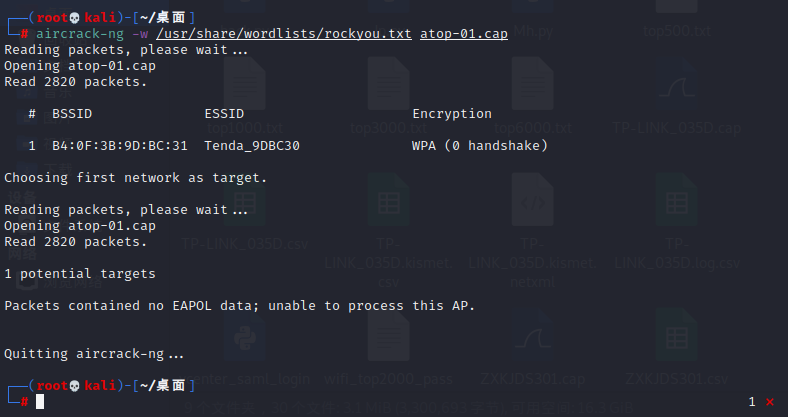 (root💀kali)-[~/桌面]
# aircrack-ng -w /usr/share/wordlists/rockyou.txt atop-01.cap
Reading packets, please wait...
Opening atop-01.cap
Read 2820 packets.
# BSSID ESSID Encryption
1 B4:0F:3B:9D:BC:31 Tenda_9DBC30 WPA (0 handshake)
Choosing first network as target.
Reading packets, please wait...
Opening atop-01.cap
Read 2820 packets.
1 potential targets
Packets contained no EAPOL data; unable to process this AP.
Quitting aircrack-ng...
(root💀kali)-[~/桌面]
#
1 ×
Mh.py
top500.txt
top1000.txt
top3000.txt
top6000.txt
TP-LINK_035D.cap
TP-LINK_035D.csv
TP-
LINK_035D.kismet.
csv
TP-
LINK_035D.kismet.
netxml
TP-
LINK_035D.log.csv
wifi_top2000_pass
ZXKJDS301.cap
ZXKJDS301.csv